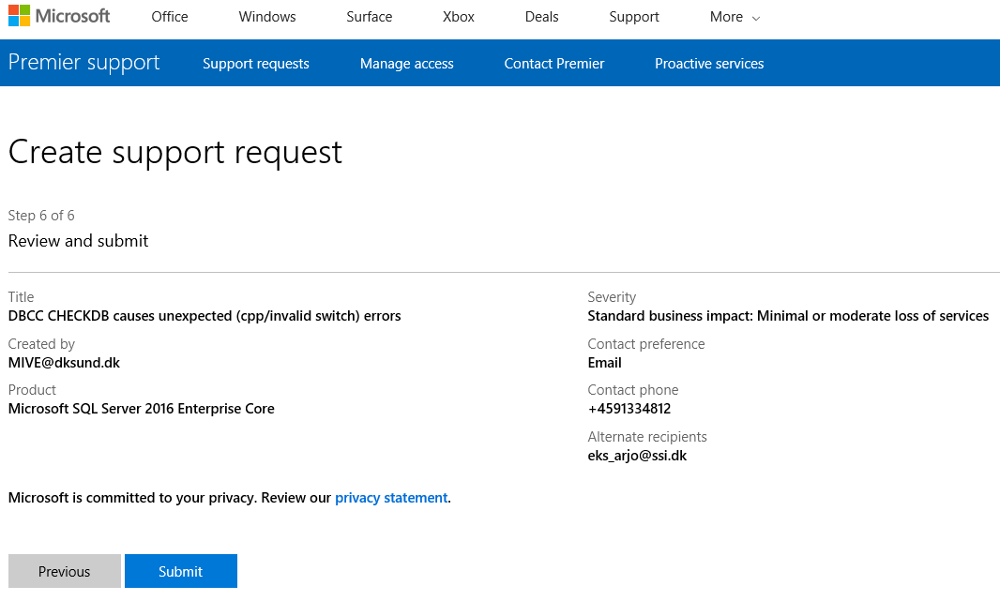 Microsoft Office Windows Surface Xbox Deals Support More
Premier support Support requests Manage access Contact Premier Proactive services
Create support request
Step 6 of 6
Review and submit
Title
DBCC CHECKDB causes unexpected (cpp/invalid switch) errors
Created by
MIVE@dksund.dk
Product
Microsoft SQL Server 2016 Enterprise Core
Severity
Standard business impact: Minimal or moderate loss of services
Contact preference
Email
Contact phone
+4591334812
Alternate recipients
eks_arjo@ssi.dk
Microsoft is committed to your privacy. Review our privacy statement.
Previous Submit